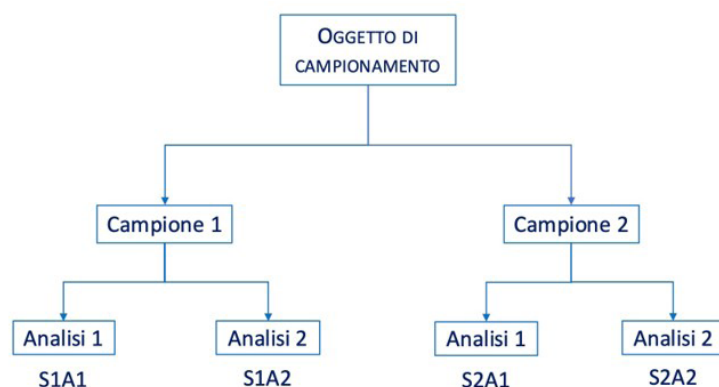 OGGETTO DI
CAMPIONAMENTO
Campione 1
Campione 2
Analisi 1
Analisi 2
Analisi 1
Analisi 2
S1A1
S1A2
S2A1
S2A2